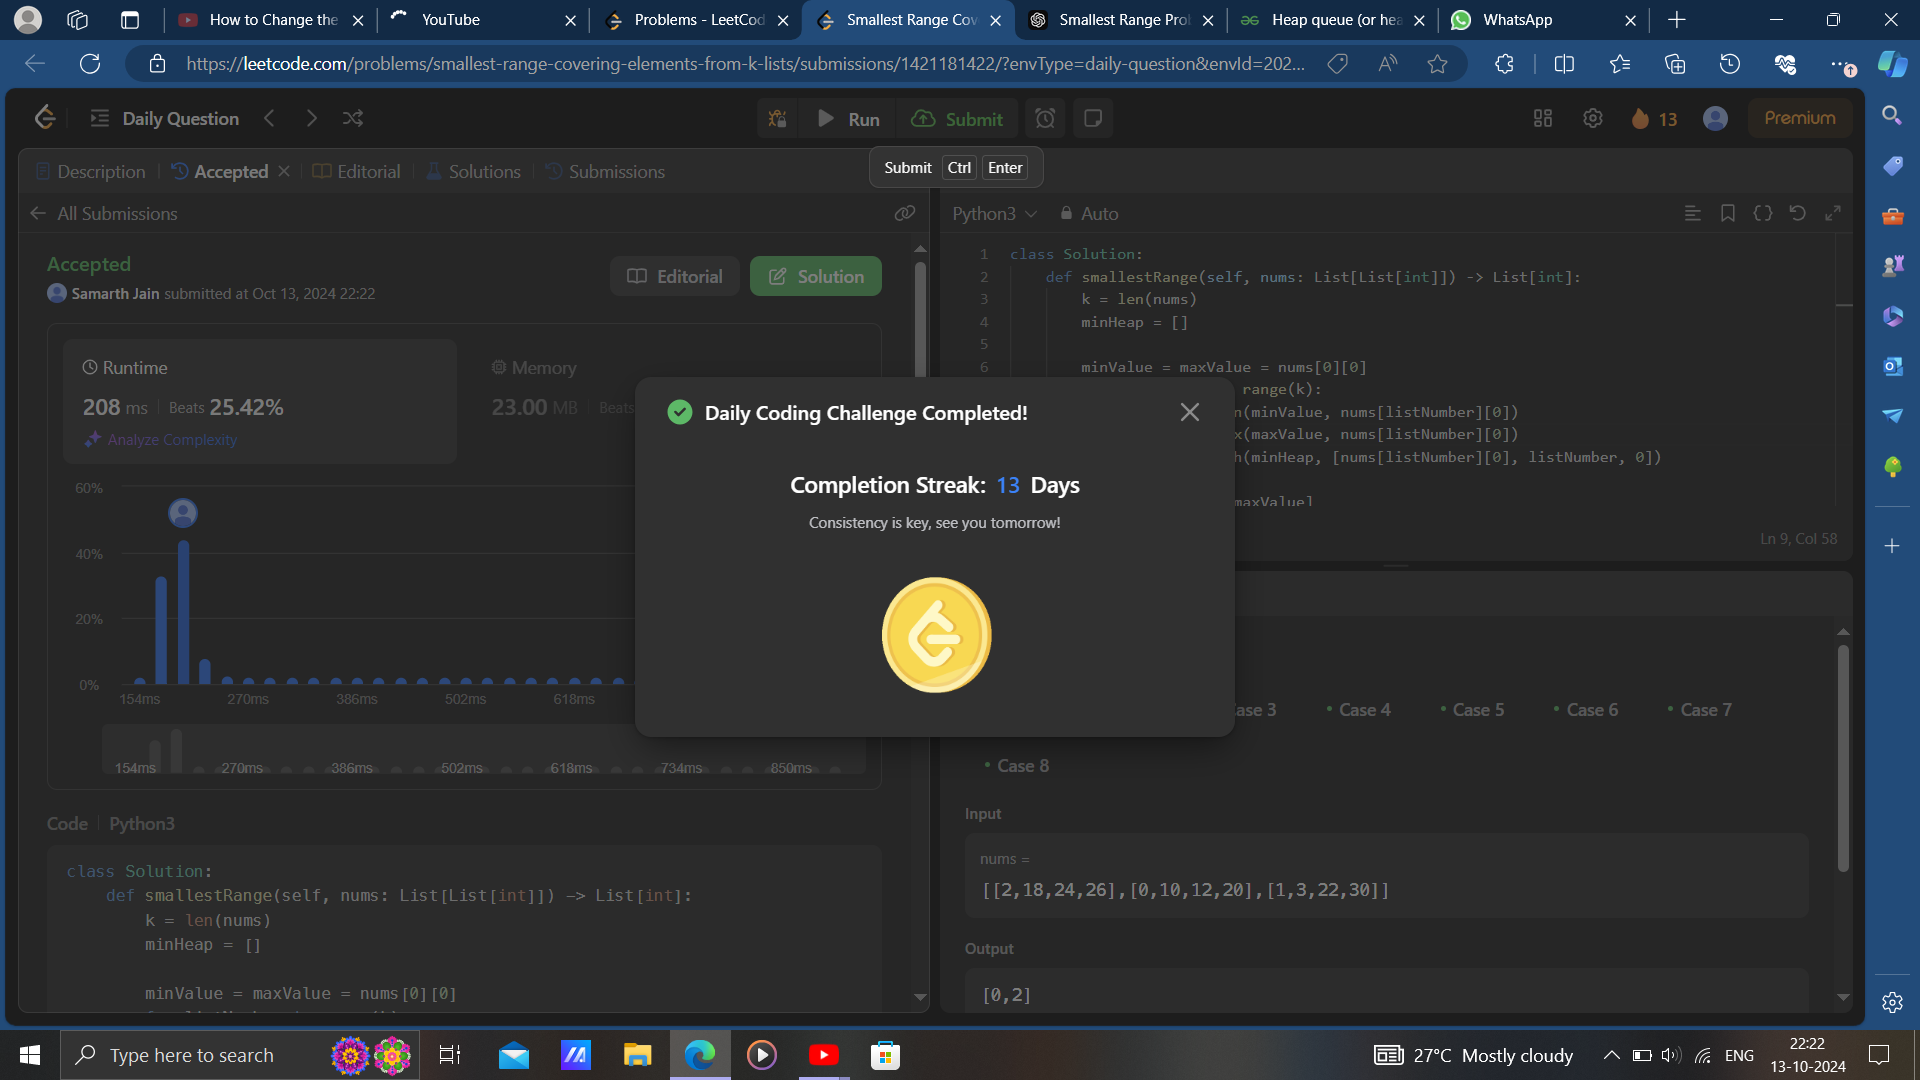 How to Change the
YouTube
Problems - LeetCod
Smallest Range Cov
Smallest Range Prol
Heap queue (or hea
WhatsApp
https://leetcode.com/problems/smallest-range-covering-elements-from-k-lists/submissions/1421181422/?envType=daily-question&envId=202...
Daily Question
Run
Submit
13
Premium
Description
Accepted
Editorial
Solutions
Submissions
Submit Ctrl Enter
All Submissions
Python3
Auto
Accepted
Samarth Jain submitted at Oct 13, 2024 22:22
Editorial
Solution
Runtime
208 ms Beats 25.42%
Analyze Complexity
Memory
23.00 MB Beats
60%
40%
20%
0%
154ms 270ms 386ms 502ms 618ms
154ms 270ms 386ms 502ms 618ms 734ms 850ms
Code Python3
class Solution:
def smallestRange(self, nums: List[List[int]]) -> List[int]:
k = len(nums)
minHeap = []
minValue = maxValue = nums[0][0]
1 class Solution:
2 def smallestRange(self, nums: List[List[int]]) -> List[int]:
3 k = len(nums)
4 minHeap = []
5
6 minValue = maxValue = nums[0][0]
range(k):
n(minValue, nums[listNumber][0])
x(maxValue, nums[listNumber][0])
h(minHeap, [nums[listNumber][0], listNumber, 0])
maxValue]
Ln 9, Col 58
Daily Coding Challenge Completed!
Completion Streak: 13 Days
Consistency is key, see you tomorrow!
ase 3
Case 4
Case 5
Case 6
Case 7
Case 8
Input
nums =
[[2,18,24,26],[0,10,12,20],[1,3,22,30]]
Output
[0,2]
Type here to search
27°C Mostly cloudy
ENG
22:22
13-10-2024